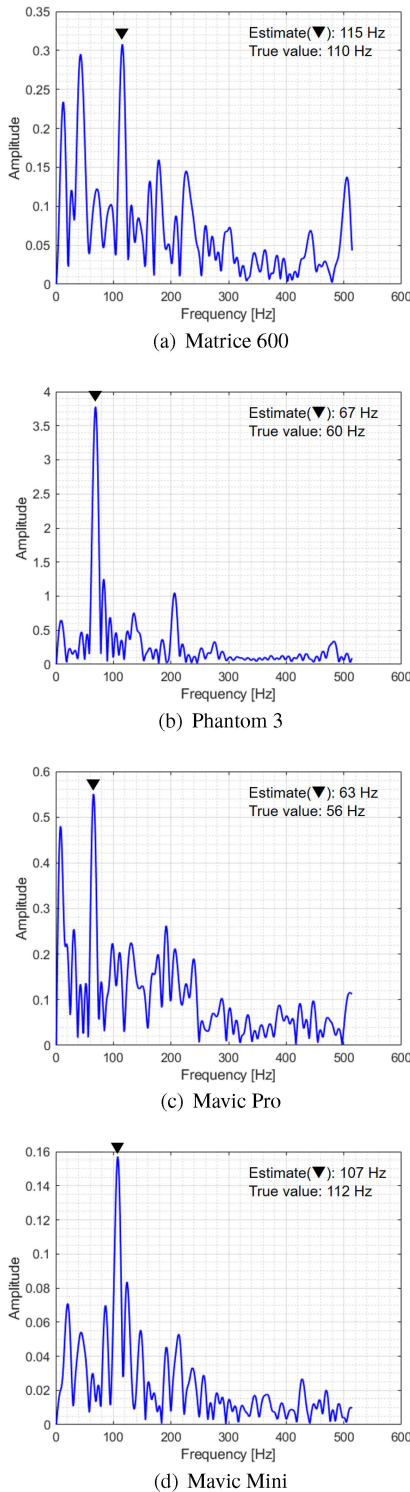 0.35
0.3
0.25
0.2
0.15
0.1
0.05
0
Amplitude
Estimate(▼): 115 Hz
True value: 110 Hz
0 100 200 300 400 500 600
Frequency [Hz]
(a) Matrice 600
4
3.5
3
2.5
2
1.5
1
0.5
0
Amplitude
Estimate(▼): 67 Hz
True value: 60 Hz
0 100 200 300 400 500 600
Frequency [Hz]
(b) Phantom 3
0.6
0.5
0.4
0.3
0.2
0.1
0
Amplitude
Estimate(▼): 63 Hz
True value: 56 Hz
0 100 200 300 400 500 600
Frequency [Hz]
(c) Mavic Pro
0.16
0.14
0.12
0.1
0.08
0.06
0.04
0.02
0
Amplitude
Estimate(▼): 107 Hz
True value: 112 Hz
0 100 200 300 400 500 600
Frequency [Hz]
(d) Mavic Mini